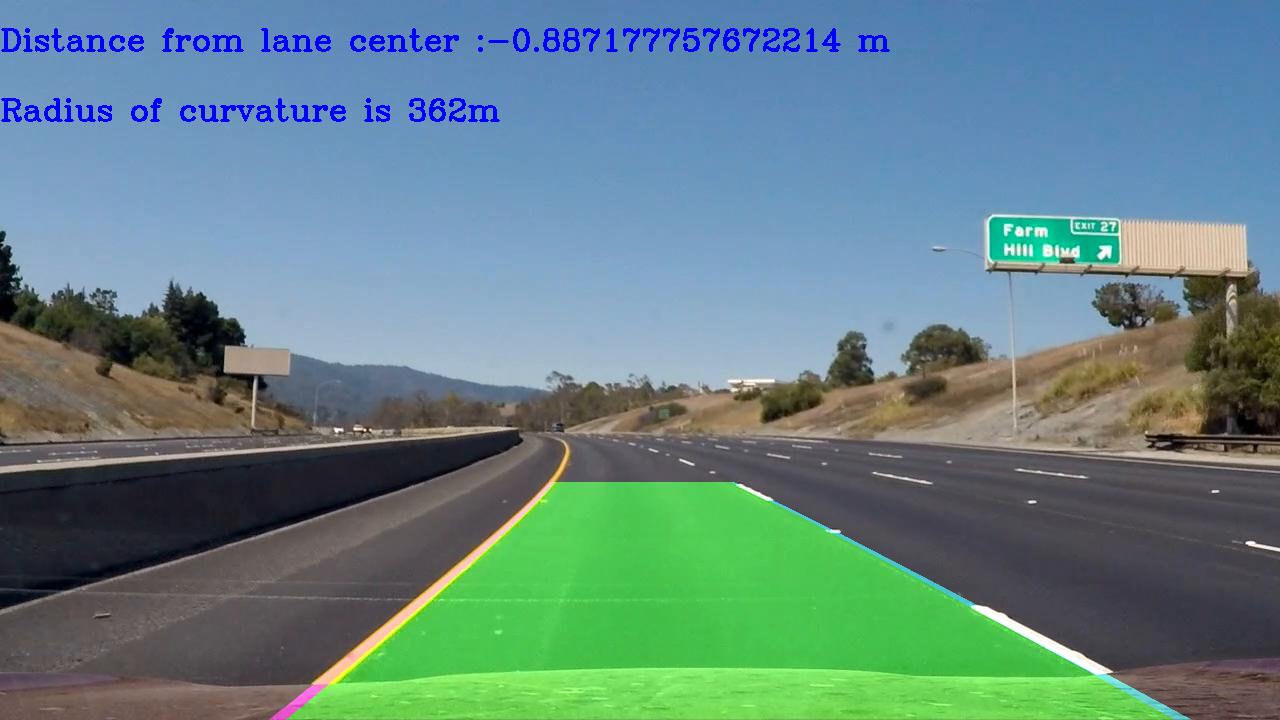 Distance from lane center :-0.887177757672214 m
Radius of curvature is 362m
EXIT 27
Farm
Hill Blvd